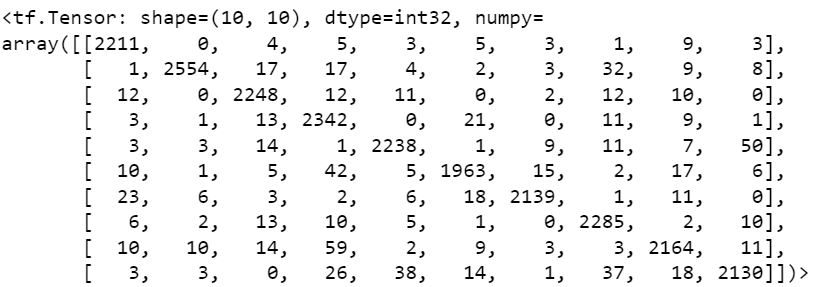 <tf.Tensor: shape=(10, 10), dtype=int32, numpy=
array([[2211,    0,    4,    5,    3,    5,    3,    1,    9,    3],
       [   1, 2554,   17,   17,    4,    2,    3,   32,    9,    8],
       [  12,    0, 2248,   12,   11,    0,    2,   12,   10,    0],
       [   3,    1,   13, 2342,    0,   21,    0,   11,    9,    1],
       [   3,    3,   14,    1, 2238,    1,    9,   11,    7,   50],
       [  10,    1,    5,   42,    5, 1963,   15,    2,   17,    6],
       [  23,    6,    3,    2,    6,   18, 2139,    1,   11,    0],
       [   6,    2,   13,   10,    5,    1,    0, 2285,    2,   10],
       [  10,   10,   14,   59,    2,    9,    3,    3, 2164,   11],
       [   3,    3,    0,   26,   38,   14,    1,   37,   18, 2130]])>